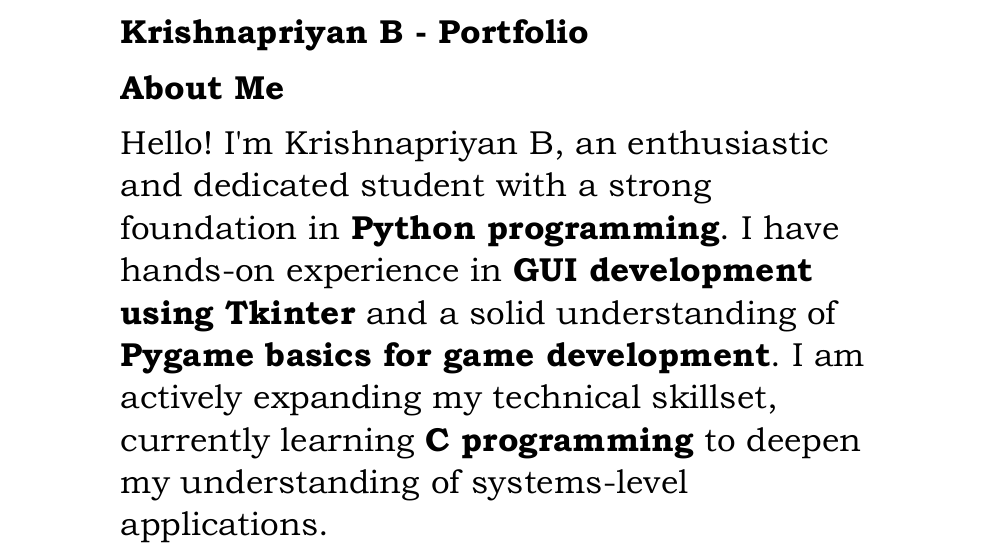 Krishnapriyan B - Portfolio
About Me
Hello! I'm Krishnapriyan B, an enthusiastic
and dedicated student with a strong
foundation in Python programming. I have
hands-on experience in GUI development
using Tkinter and a solid understanding of
Pygame basics for game development. I am
actively expanding my technical skillset,
currently learning C programming to deepen
my understanding of systems-level
applications.